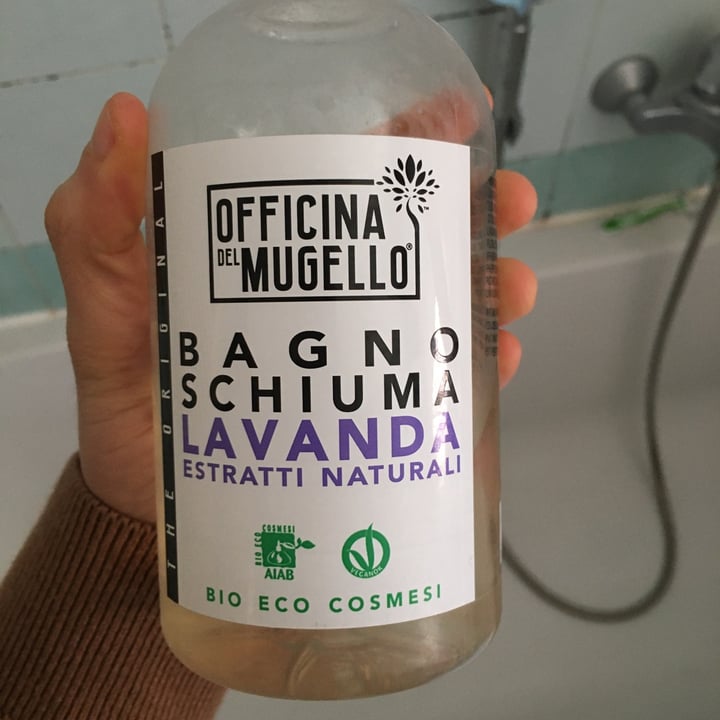 THE ORIGINAL
OFFICINA
DEL MUGELLO®
BAGNO
SCHIUMA
LAVANDA
ESTRATTI NATURALI
BIO ECO COSMESI
AIAB
VEGANOK
BIO ECO COSMESI